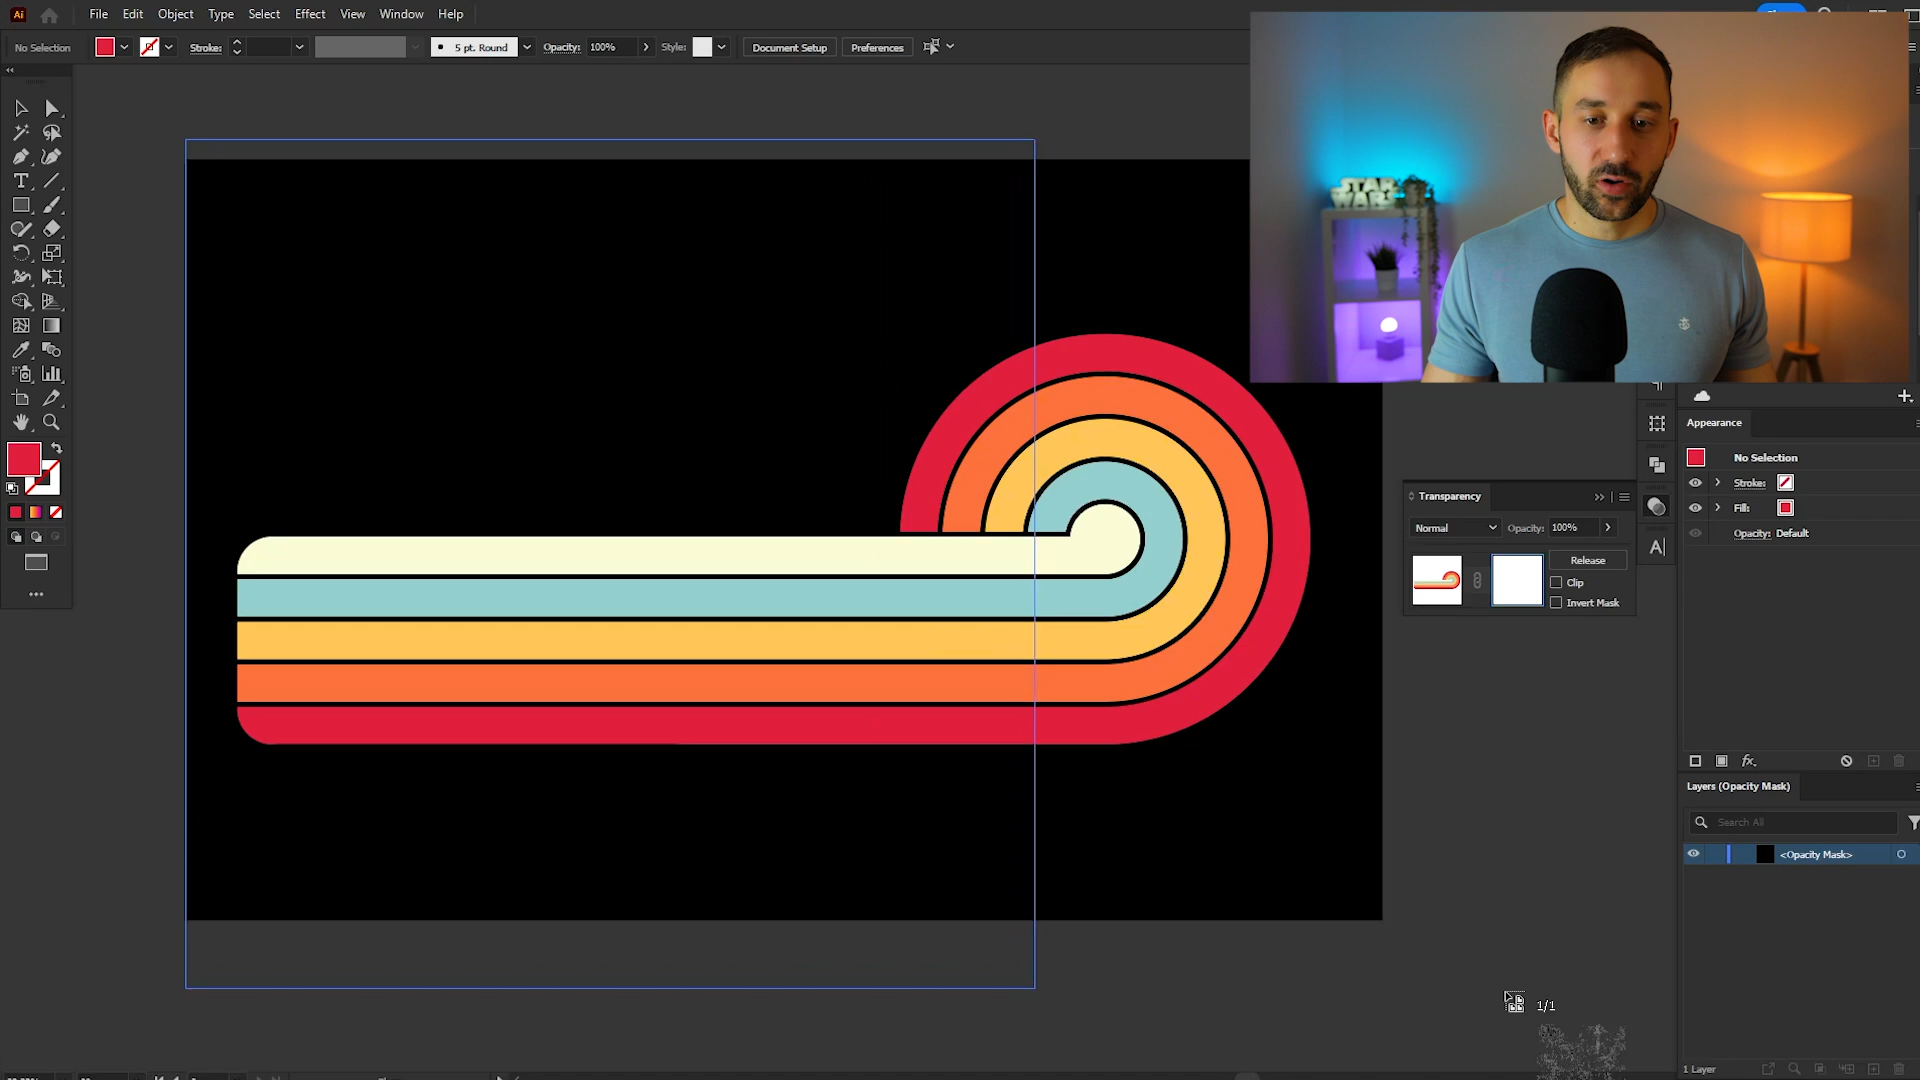 Ai File Edit Object Type Select Effect View Window Help
No Selection Stroke: 5 pt. Round Opacity: 100% Style: Document Setup Preferences
STAR
WARS
Appearance
No Selection
Stroke:
Fill:
Opacity: Default
fx
Transparency
Normal Opacity: 100%
Release
Clip
Invert Mask
Layers (Opacity Mask)
Search All
<Opacity Mask>
1/1
1 Layer